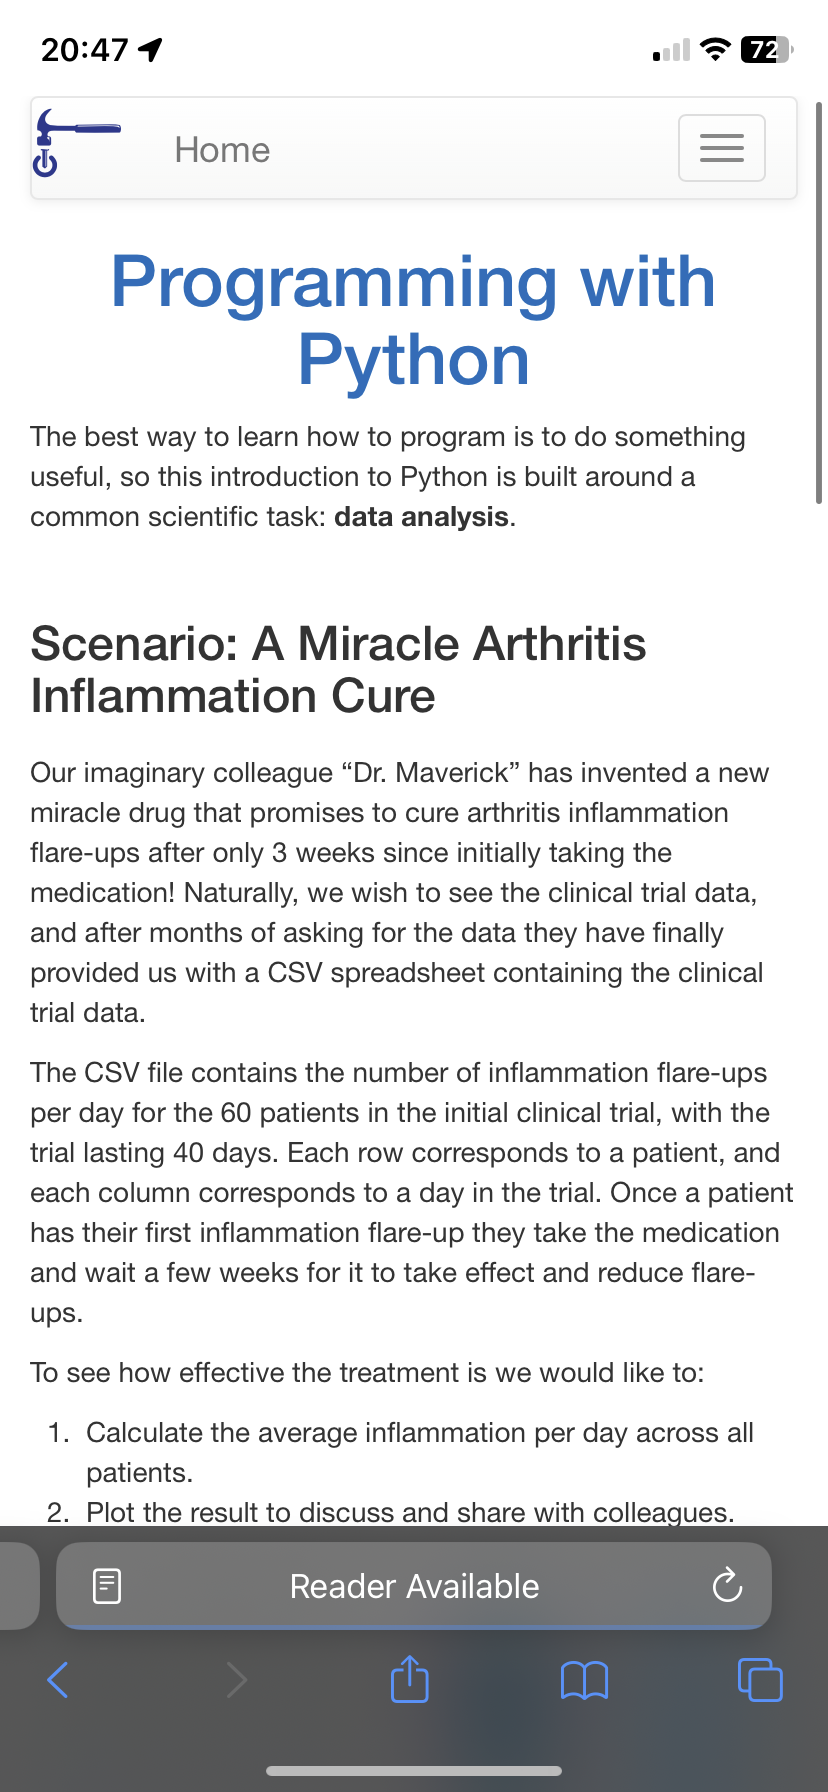 20:47
72
Home
Programming with
Python
The best way to learn how to program is to do something
useful, so this introduction to Python is built around a
common scientific task: data analysis.
Scenario: A Miracle Arthritis
Inflammation Cure
Our imaginary colleague “Dr. Maverick” has invented a new
miracle drug that promises to cure arthritis inflammation
flare-ups after only 3 weeks since initially taking the
medication! Naturally, we wish to see the clinical trial data,
and after months of asking for the data they have finally
provided us with a CSV spreadsheet containing the clinical
trial data.
The CSV file contains the number of inflammation flare-ups
per day for the 60 patients in the initial clinical trial, with the
trial lasting 40 days. Each row corresponds to a patient, and
each column corresponds to a day in the trial. Once a patient
has their first inflammation flare-up they take the medication
and wait a few weeks for it to take effect and reduce flare-
ups.
To see how effective the treatment is we would like to:
1. Calculate the average inflammation per day across all
patients.
2. Plot the result to discuss and share with colleagues.
Reader Available